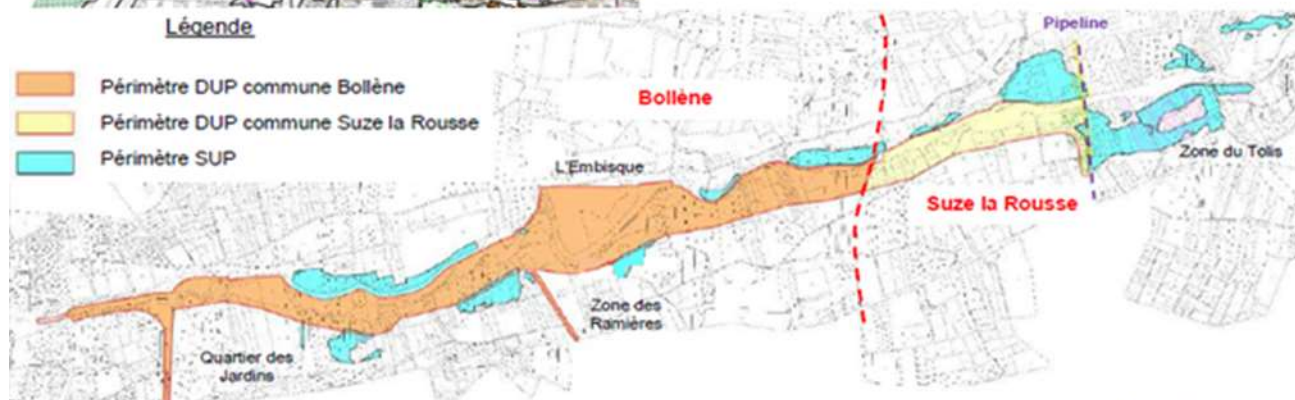 Légende
Périmètre DUP commune Bollène
Périmètre DUP commune Suze la Rousse
Périmètre SUP
Pipeline
Bollène
L'Embisque
Zone du Tolis
Suze la Rousse
Zone des
Ramières
Quartier des
Jardins